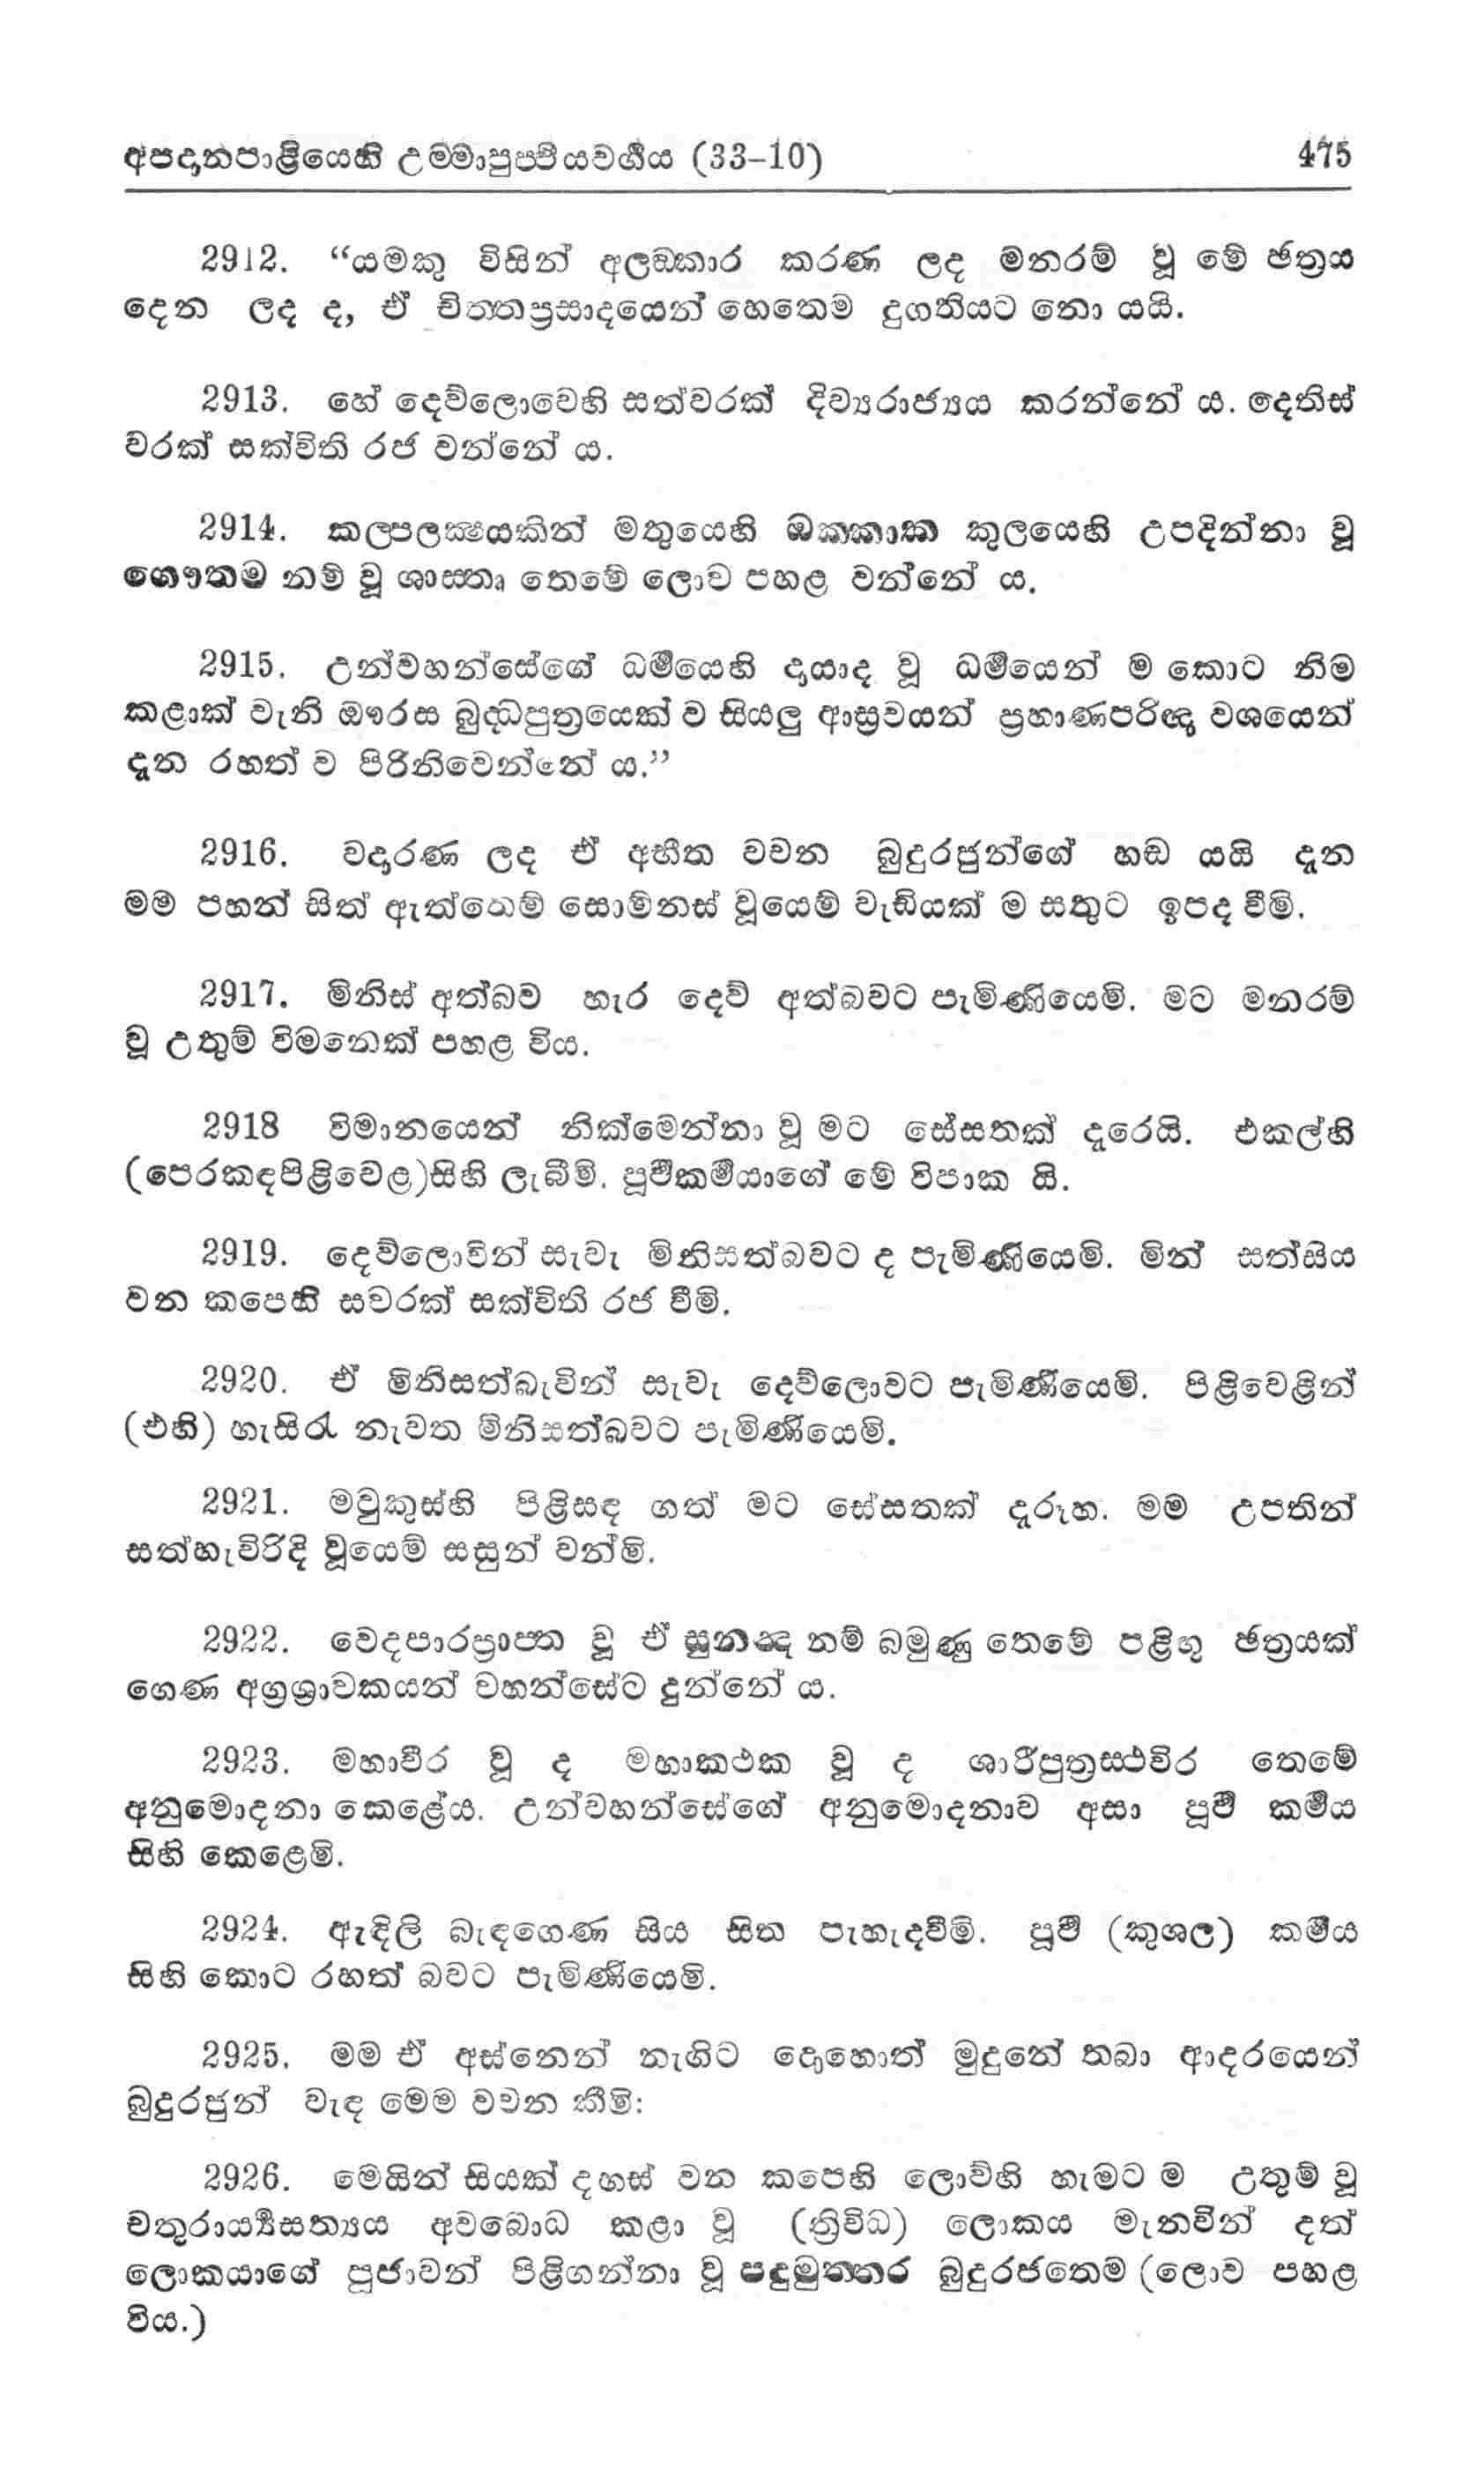 අපදානපාළියෙහි උම්මාපුප්ඵියවර්‍ගය (33–10) 475
2912. “යමකු විසින් අලඞ්කාර කරණ ලද මනරම් වූ මේ ඡත්‍රය
දෙන ලද ද, ඒ චිත්තප්‍රසාදයෙන් හෙතෙම දුගතියට නො යයි.
2913. හේ දෙව්ලොවෙහි සත්වරක් දිව්‍යරාජ්‍යය කරන්නේ ය. දෙතිස්
වරක් සක්විති රජ වන්නේ ය.
2914. කල්පලක්‍ෂයකින් මතුයෙහි ඔක්කාක කුලයෙහි උපදින්නා වූ
ගෞතම නම් වූ ශාස්තෘ තෙමේ ලොව පහළ වන්නේ ය.
2915. උන්වහන්සේගේ ධර්‍මයෙහි දායාද වූ ධර්‍මයෙන් ම කොට නිම
කළාක් වැනි ඖරස බුද්ධපුත්‍රයෙක් ව සියලු ආස්‍රවයන් ප්‍රහාණපරිඥා වශයෙන්
දැන රහත් ව පිරිනිවෙන්නේ ය.”
2916. වදාරණ ලද ඒ අභීත වචන බුදුරජුන්ගේ හඬ යයි දැන
මම පහන් සිත් ඇත්තෙම් සොම්නස් වූයෙම් වැඩියක් ම සතුට ඉපද වීමි.
2917. මිනිස් අත්බව හැර දෙව් අත්බවට පැමිණියෙමි. මට මනරම්
වූ උතුම් විමනෙක් පහළ විය.
2918 විමානයෙන් නික්මෙන්නා වූ මට සේසතක් දැරෙයි. එකල්හි
(පෙරකඳපිළිවෙළ)සිහි ලැබීමි. පූර්‍වකර්‍මයාගේ මේ විපාක යි.
2919. දෙව්ලොවින් සැවැ මිනිසත්බවට ද පැමිණියෙමි. මින් සත්සිය
වන කපෙහි සවරක් සක්විති රජ වීමි.
2920. ඒ මිනිසත්බැවින් සැවැ දෙව්ලොවට පැමිණියෙමි. පිළිවෙළින්
(එහි) හැසිරැ නැවත මිනිසත්බවට පැමිණියෙමි.
2921. මවුකුස්හි පිළිසඳ ගත් මට සේසතක් දැරූහ. මම උපතින්
සත්හැවිරිදි වූයෙම් සසුන් වන්මි.
2922. වෙදපාරප්‍රාප්ත වූ ඒ සුනන්‍ද නම් බමුණු තෙමේ පළිඟු ඡත්‍රයක්
ගෙණ අග්‍රශ්‍රාවකයන් වහන්සේට දුන්නේ ය.
2923. මහාවීර වූ ද මහාකථික වූ ද ශාරිපුත්‍රස්ථවිර තෙමේ
අනුමොදනා කෙළේය. උන්වහන්සේගේ අනුමොදනාව අසා පූර්‍ව කර්‍මය
සිහි කෙළෙමි.
2924. ඇඳිලි බැඳගෙණ සිය සිත පැහැදවීමි. පූර්‍ව (කුශල) කර්‍මය
සිහි කොට රහත් බවට පැමිණියෙමි.
2925. මම ඒ අස්නෙන් නැගිට දොහොත් මුදුනේ තබා ආදරයෙන්
බුදුරජුන් වැඳ මෙම වචන කීමි:
2926. මෙයින් සියක් දහස් වන කපෙහි ලොව්හි හැමට ම උතුම් වූ
චතුරාර්‍ය්‍යසත්‍යය අවබොධ කළා වූ (ත්‍රිවිධ) ලොකය මැනවින් දත්
ලොකයාගේ පූජාවන් පිළිගන්නා වූ පදුමුත්තර බුදුරජතෙම (ලොව පහළ
විය.)